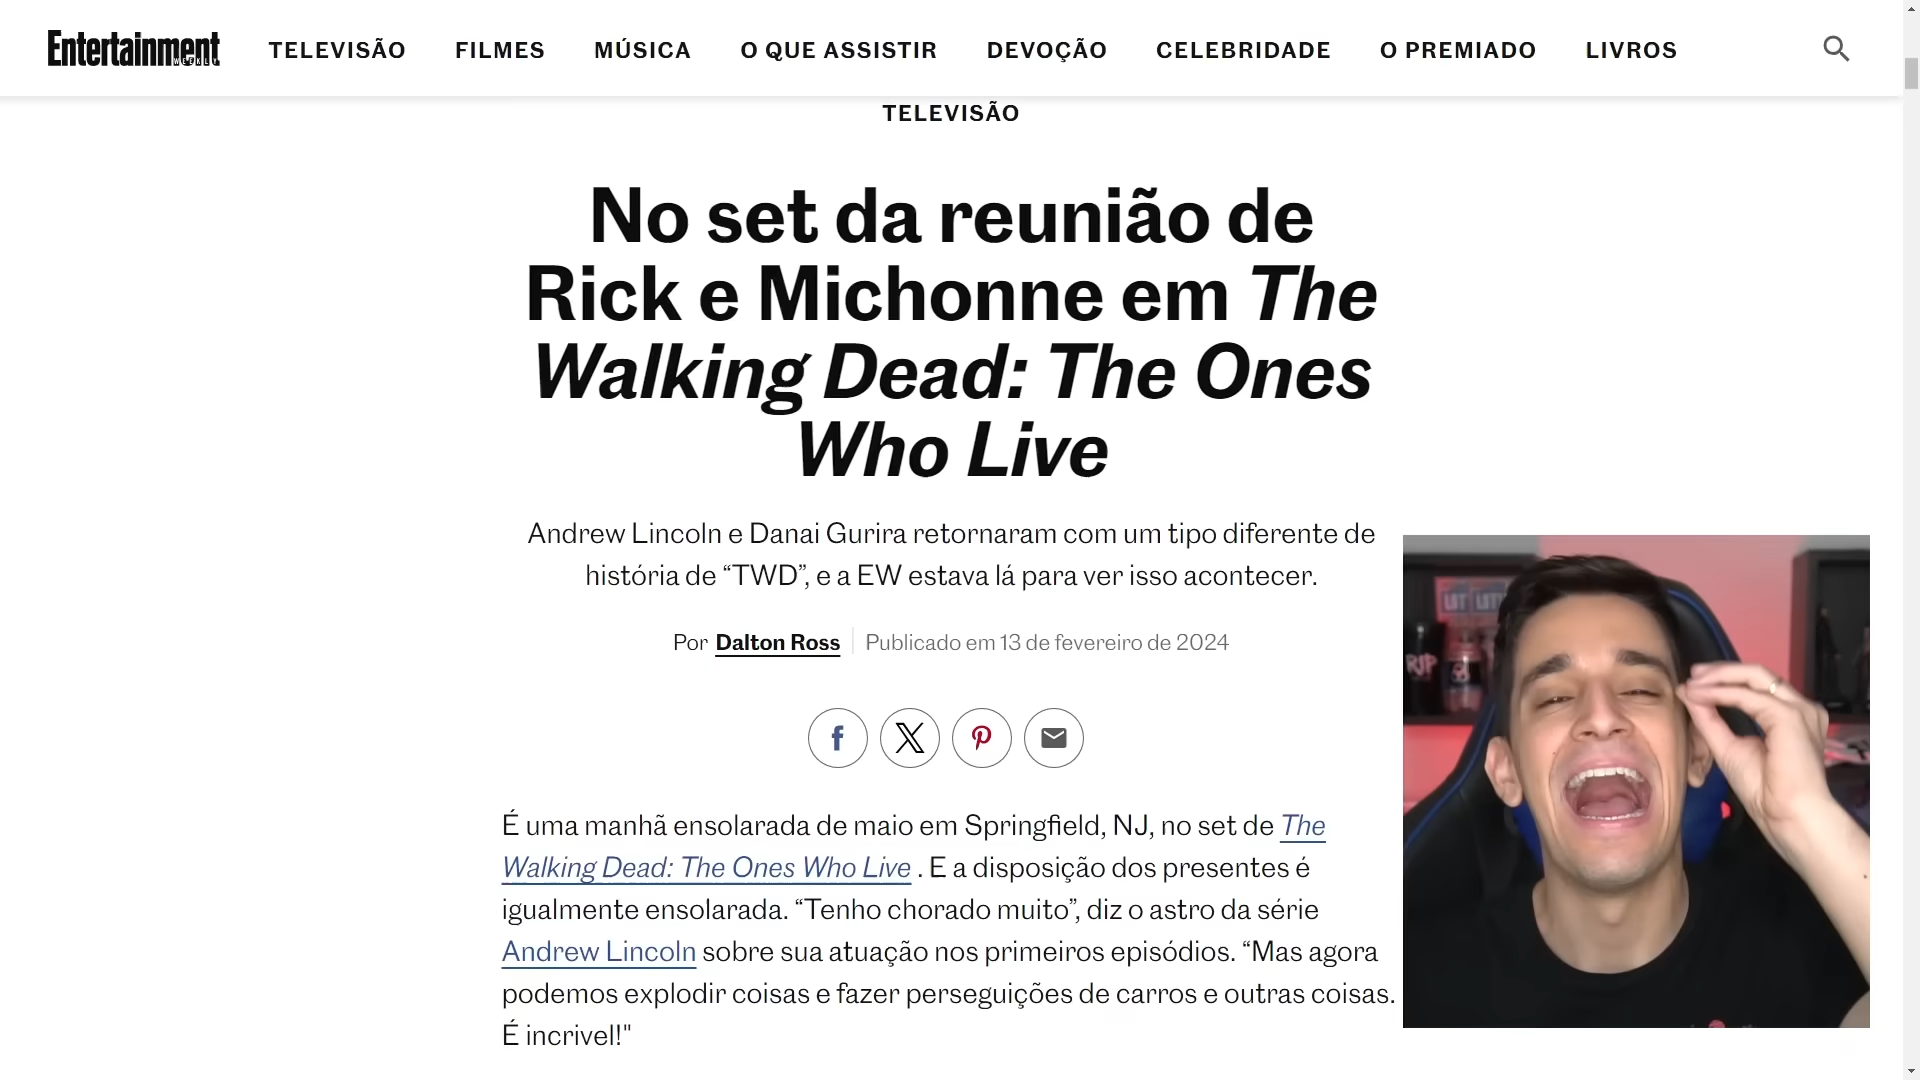 Entertainment
WEEKLY
TELEVISÃO FILMES MÚSICA O QUE ASSISTIR DEVOÇÃO CELEBRIDADE O PREMIADO LIVROS
TELEVISÃO
No set da reunião de
Rick e Michonne em The
Walking Dead: The Ones
Who Live
Andrew Lincoln e Danai Gurira retornaram com um tipo diferente de
história de “TWD”, e a EW estava lá para ver isso acontecer.
Por Dalton Ross Publicado em 13 de fevereiro de 2024
É uma manhã ensolarada de maio em Springfield, NJ, no set de The
Walking Dead: The Ones Who Live . E a disposição dos presentes é
igualmente ensolarada. “Tenho chorado muito”, diz o astro da série
Andrew Lincoln sobre sua atuação nos primeiros episódios. “Mas agora
podemos explodir coisas e fazer perseguições de carros e outras coisas.
É incrivel!"
RIP